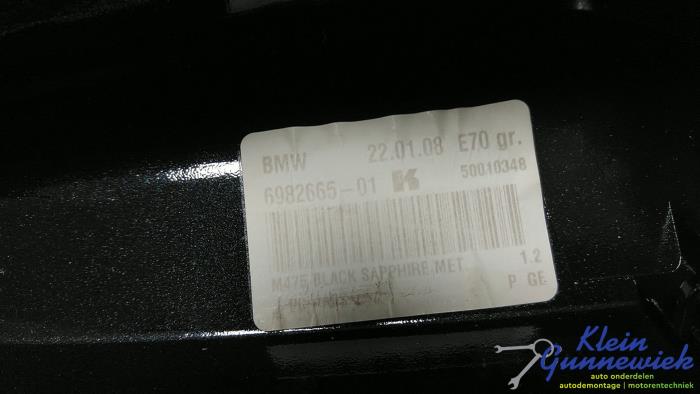 BMW 22.01.08 E70 gr.
6982665-01 K 50010348
M475 BLACK SAPPHIRE MET. 1.2
P GE
Klein
Gunnewiek
auto onderdelen
autodemontage | motorentechniek